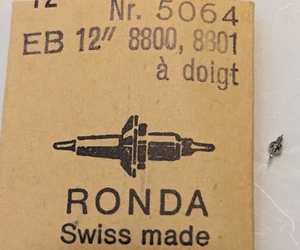 12
Nr. 5064
EB 12″ 8800, 8801
à doigt
RONDA
Swiss made